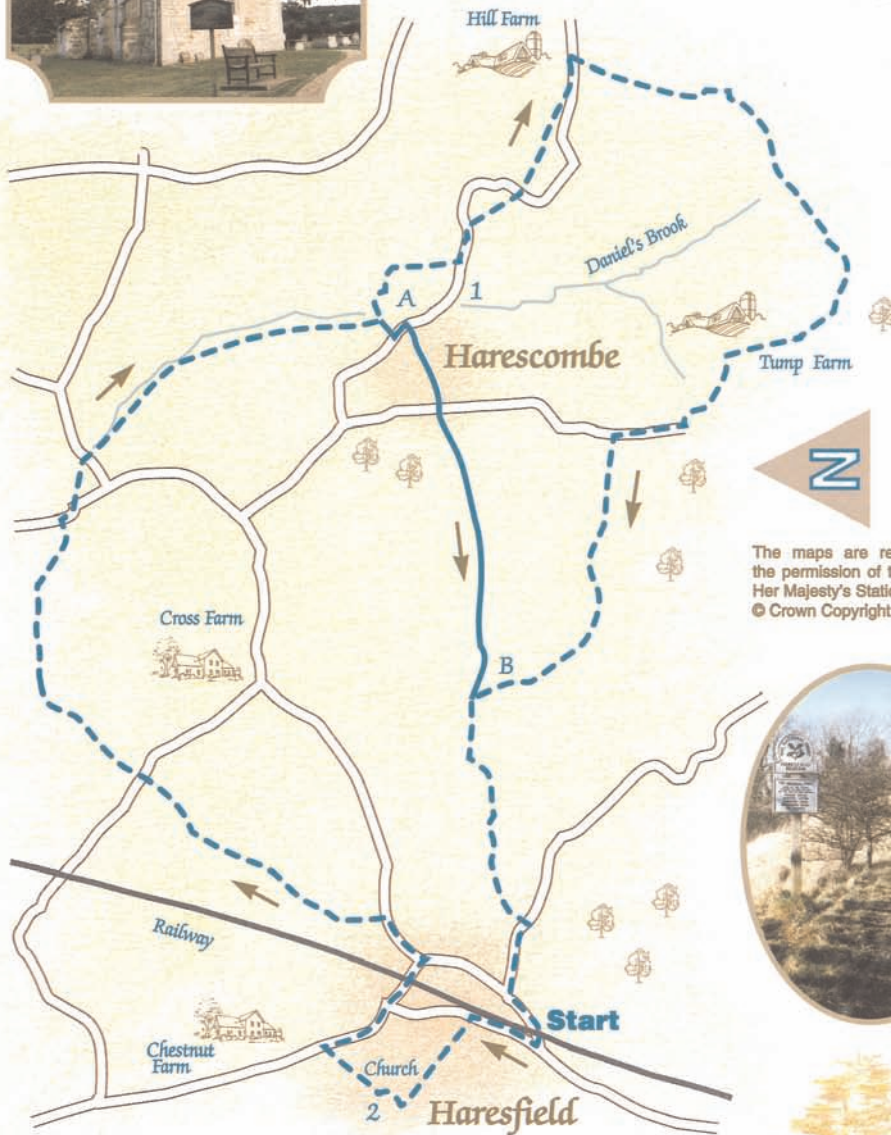 Hill Farm
Daniel's Brook
A
1
Harescombe
Tump Farm
N
The maps are re
the permission of t
Her Majesty's Statio
© Crown Copyright
Cross Farm
B
Railway
Start
Chestnut
Farm
Church
2
Haresfield